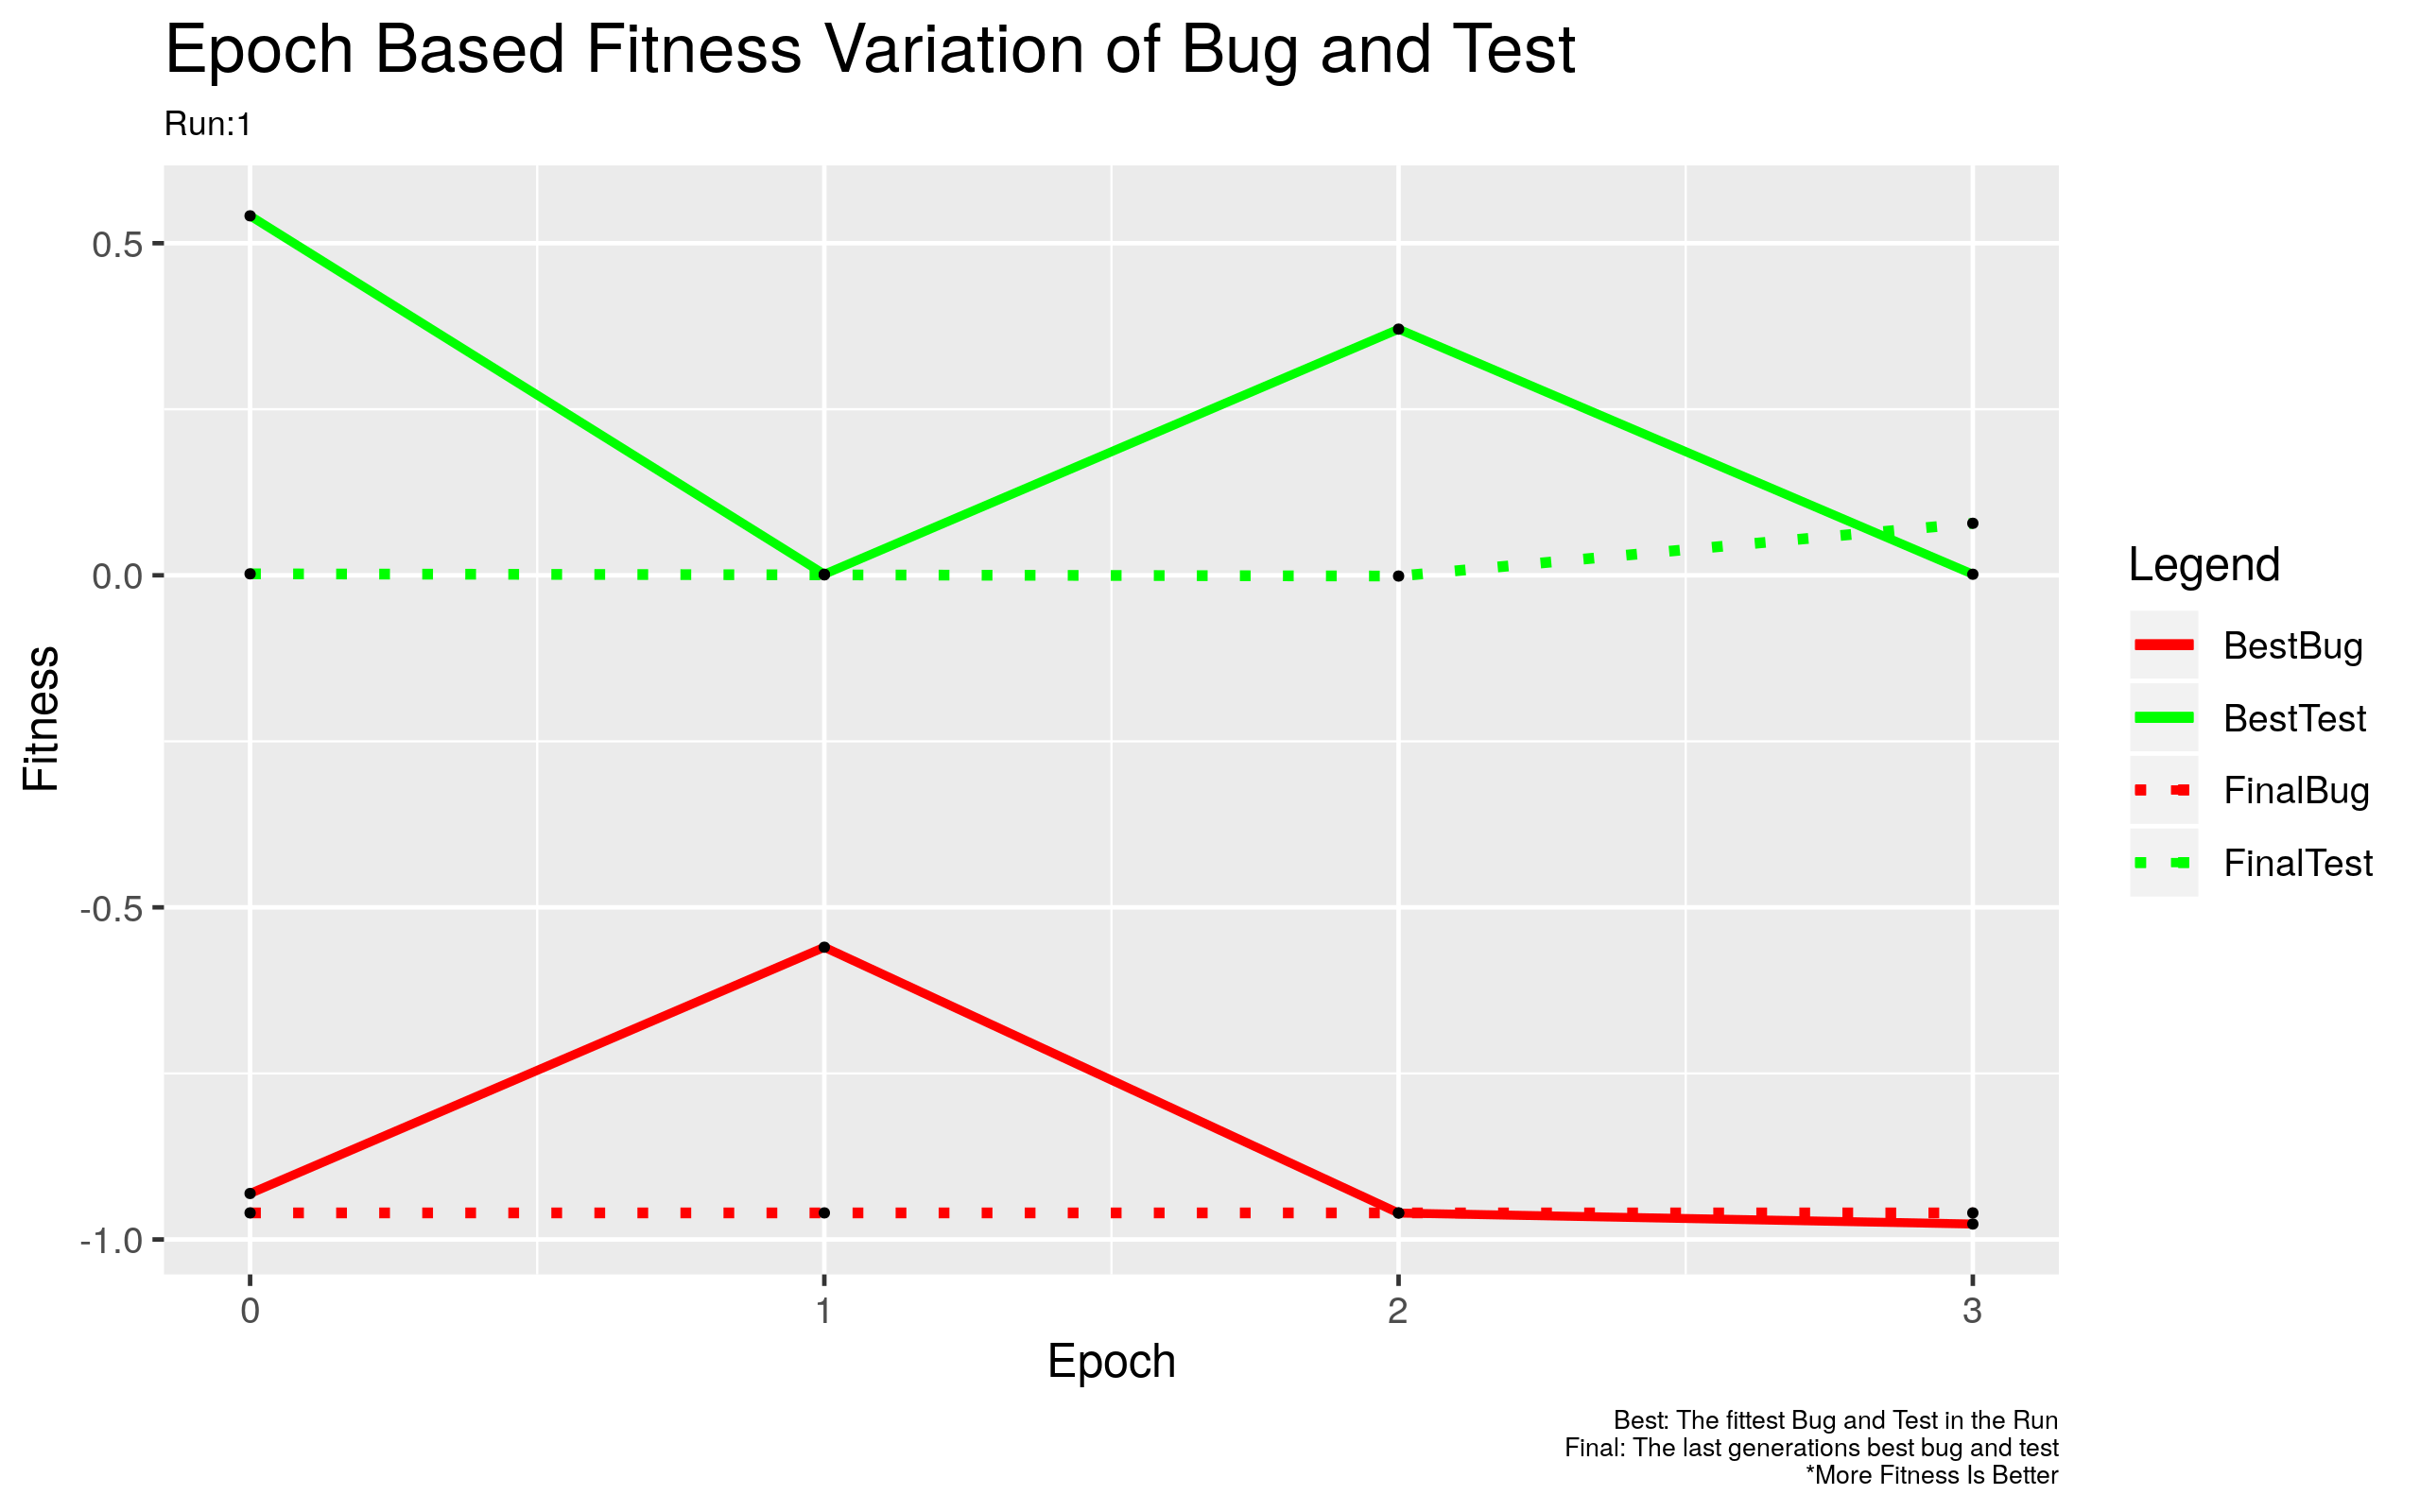 Epoch Based Fitness Variation of Bug and Test
Run:1
0.5
0.0
-0.5
-1.0
Fitness
0
1
2
3
Epoch
Legend
BestBug
BestTest
FinalBug
FinalTest
Best: The fittest Bug and Test in the Run
Final: The last generations best bug and test
*More Fitness Is Better